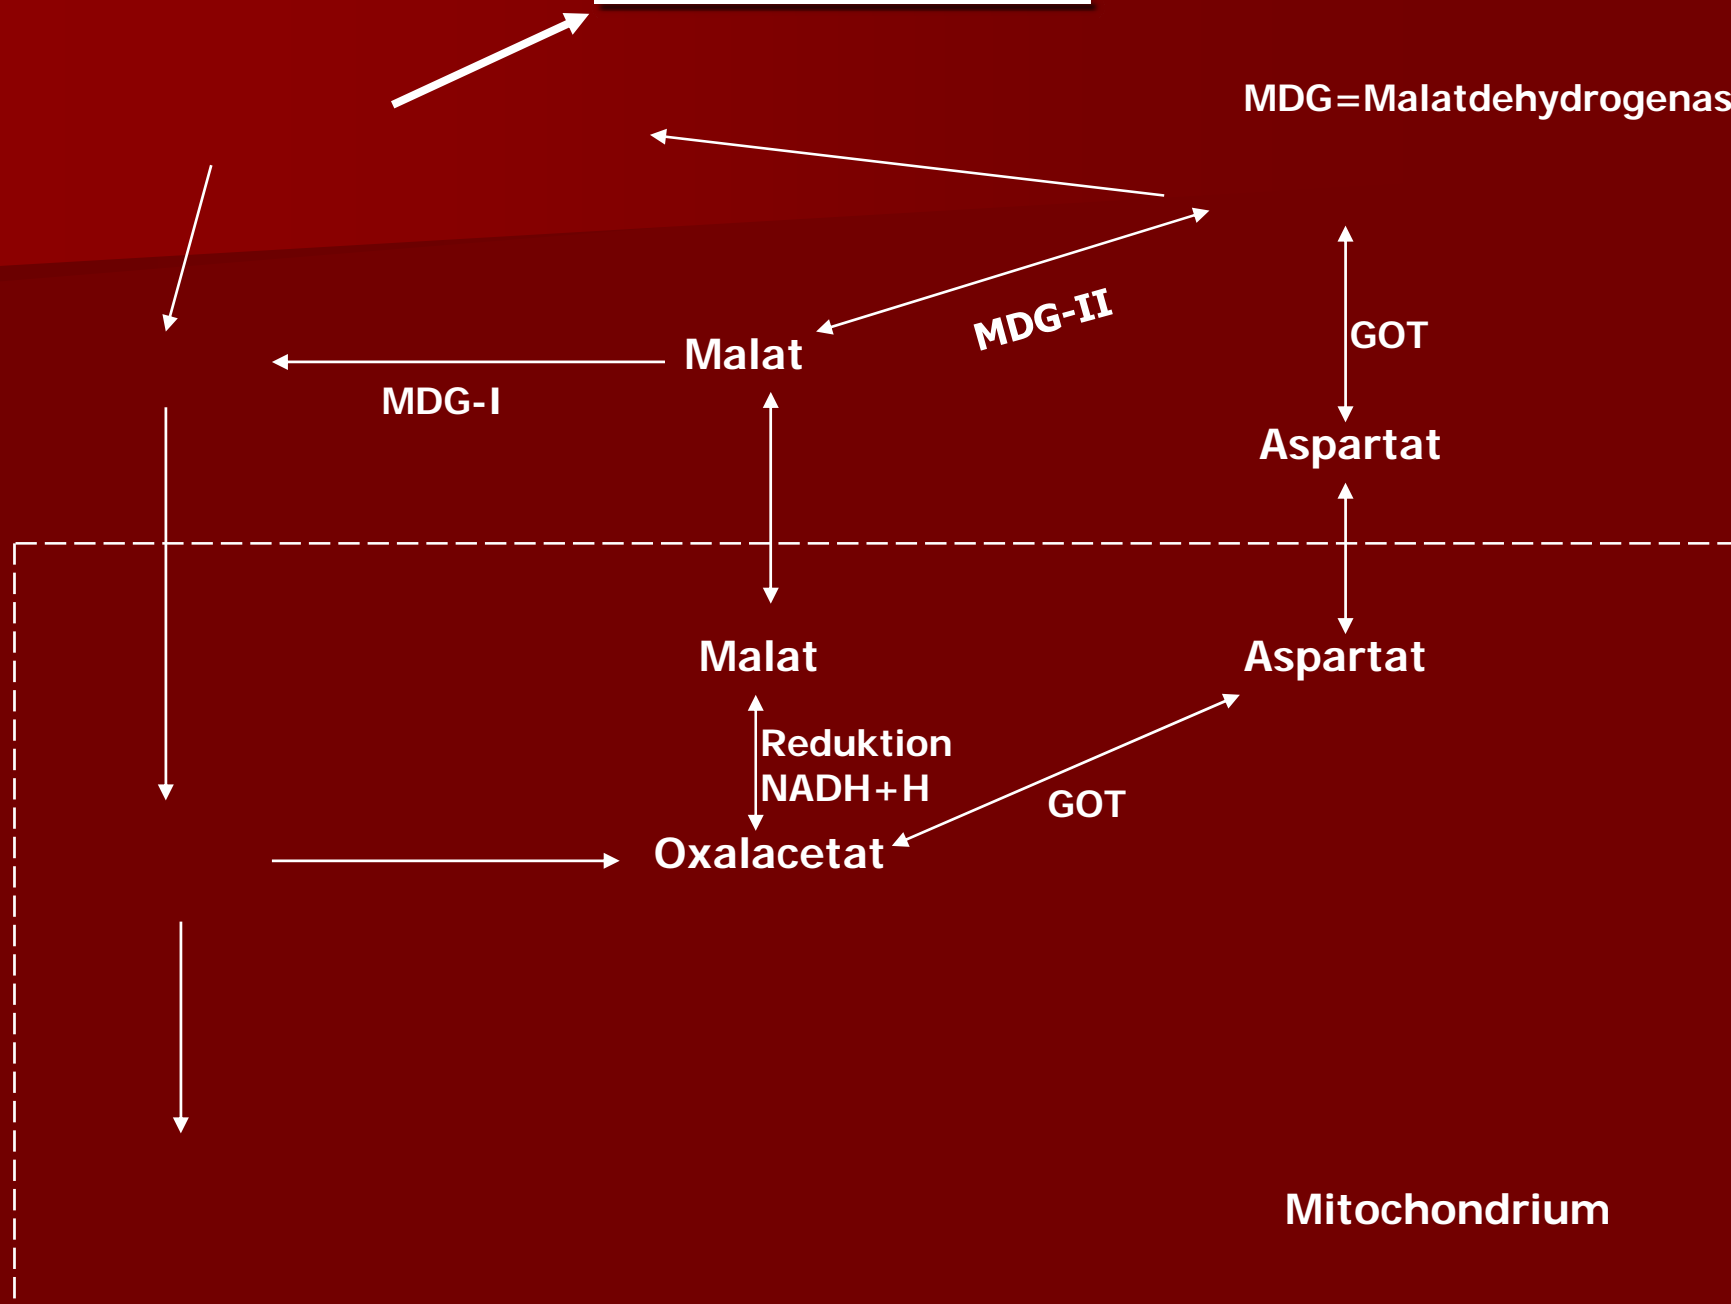 MDG=Malatdehydrogenas
MDG-II
GOT
Malat
MDG-I
Aspartat
Malat
Aspartat
Reduktion
NADH+H
GOT
Oxalacetat
Mitochondrium